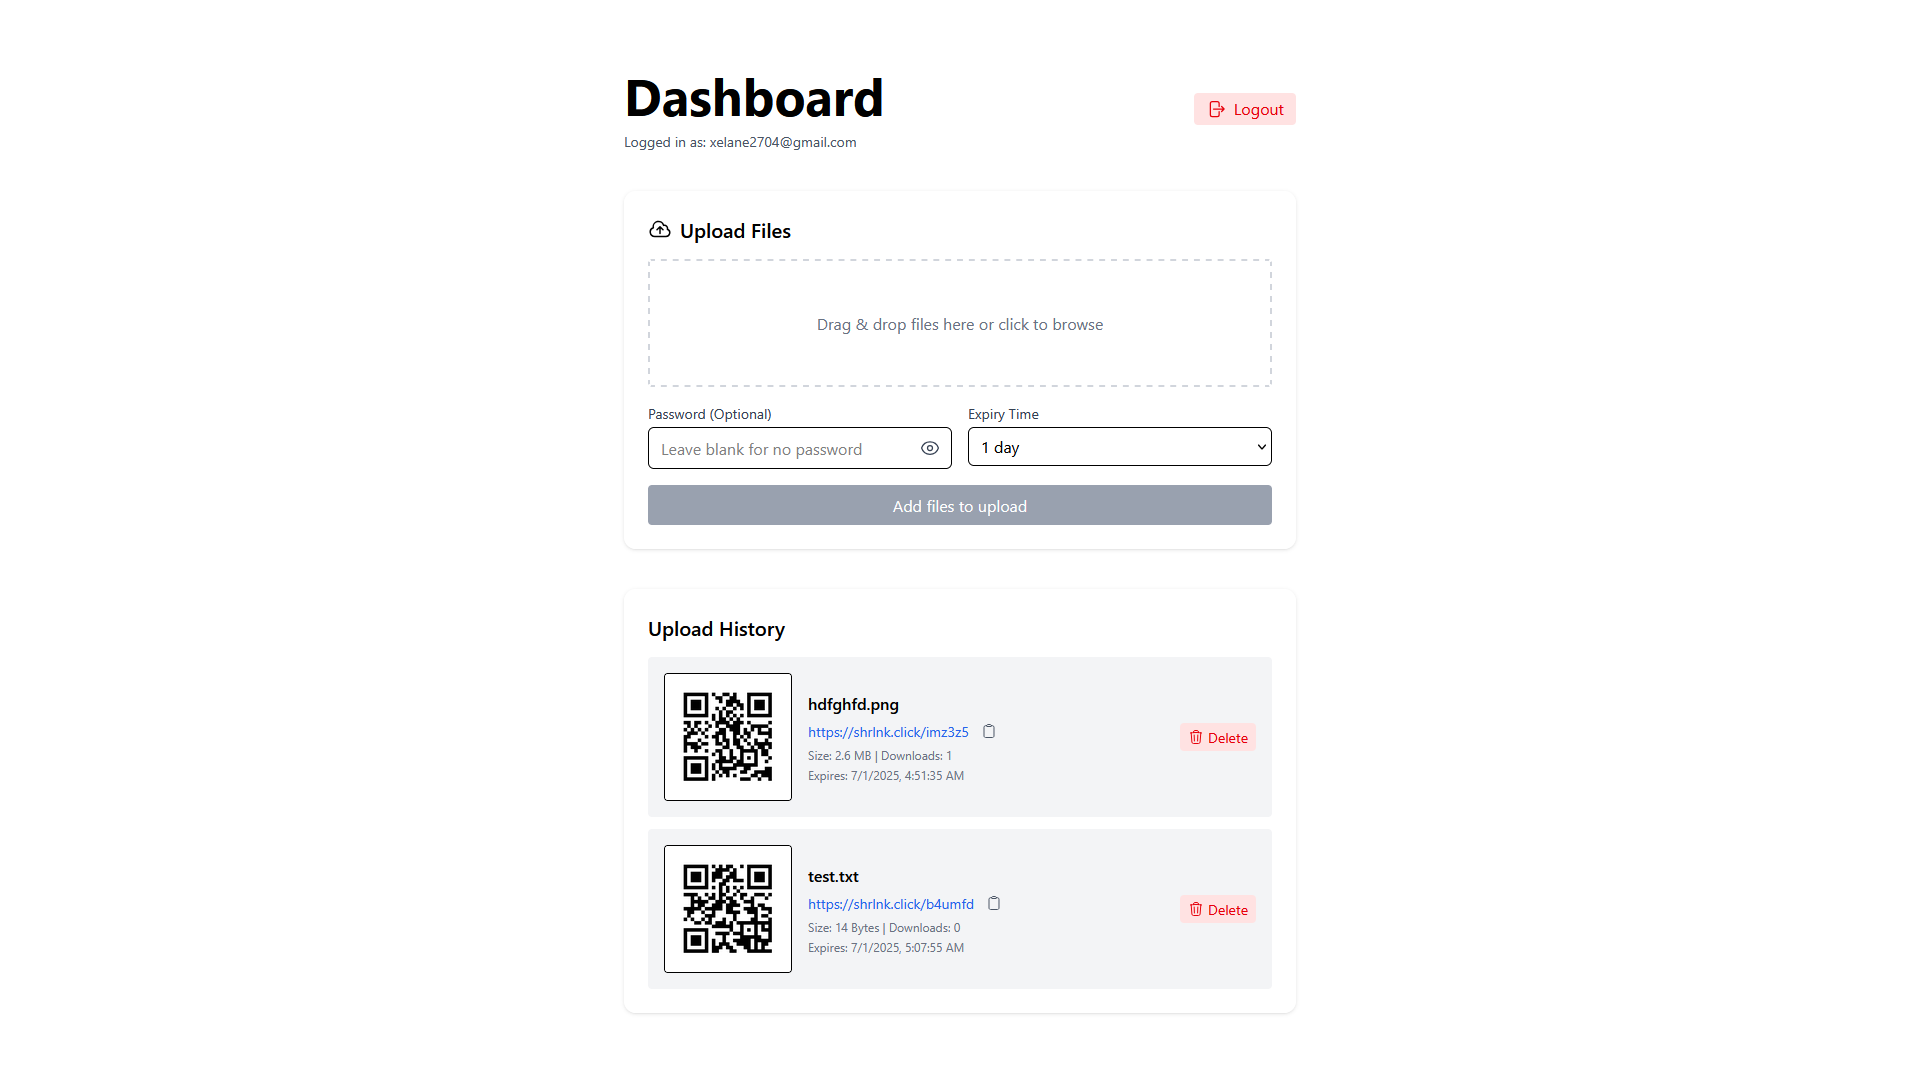 Dashboard
Logout
Logged in as: xelane2704@gmail.com
Upload Files
Drag & drop files here or click to browse
Password (Optional)
Expiry Time
Leave blank for no password
1 day
Add files to upload
Upload History
hdfghfd.png
https://shrlnk.click/imz3z5
Size: 2.6 MB | Downloads: 1
Expires: 7/1/2025, 4:51:35 AM
Delete
test.txt
https://shrlnk.click/b4umfd
Size: 14 Bytes | Downloads: 0
Expires: 7/1/2025, 5:07:55 AM
Delete